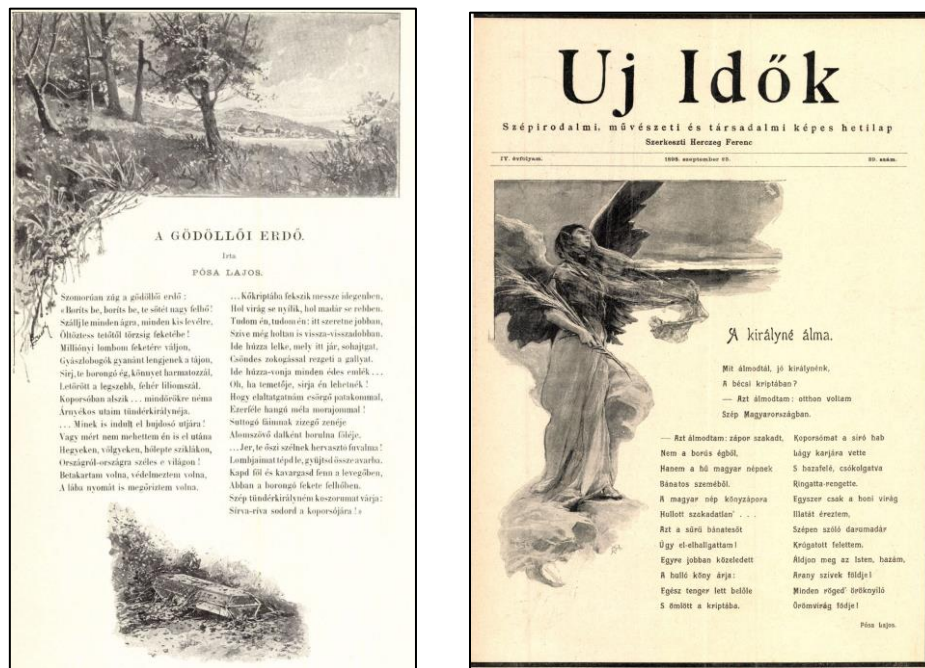 A GÖDÖLLŐI ERDŐ.
Irta
PÓSA LAJOS.
Szomorúan zúg a gödöllői erdő:
«Boríts be, boríts be, te sötét nagy felhő!
Szállj le minden ágra, minden kis levélre,
Öltöztess tetőtől törzsig feketébe!
Milliónyi lombom feketére váljon,
Gyászlobogók gyanánt lengjenek a tájon,
Sirj, te borongó ég, könnyet harmatozzál,
Letörött a legszebb, fehér liliomszál.
Koporsóban alszik ... mindörökre néma
Árnyékos utaim tündérkirálynéja.
... Minek is indult el bujdosó utjára!
Vagy mért nem mehettem én is el utána
Hegyeken, völgyeken, hólepte sziklákon,
Országról-országra széles e világon!
Betakartam volna, védelmeztem volna,
A lába nyomát is megőriztem volna.
...Kőkriptába fekszik messze idegenben,
Hol virág se nyílik, hol madár se rebben.
Tudom én, tudom én: itt szeretne jobban,
Szíve még holtan is vissza-visszadobban.
Ide húzza lelke, mely itt jár, sohajtgat,
Csöndes zokogással rezgeti a gallyat.
Ide húzza-vonja minden édes emlék ...
Oh, ha temetője, sirja én lehetnék!
Hogy elaltatgatnám csörgő patakommal,
Ezerféle hangú méla morajommal!
Suttogó fáimnak zizegő zenéje
Álomszövő dalként borulna föléje.
...Jer, te őszi szélnek hervasztó fuvalma!
Lombjaimat tépd le, gyűjtsd össze avarba.
Kapd föl és kavargasd fenn a levegőben,
Abban a borongó fekete felhőben.
Szép tündérkirályném koszorumat várja:
Sirva-riva sodord a koporsójára!»
Uj Idők
Szépirodalmi, művészeti és társadalmi képes hetilap
Szerkeszti Herczeg Ferenc
IV. évfolyam.
39. szám.
A királyné álma.
Mit álmodtál, jó királynénk,
A bécsi kriptában?
— Azt álmodtam: otthon voltam
Szép Magyarországban.
— Azt álmodtam: zápor szakadt,
Nem a borús égből,
Hanem a hű magyar népnek
Bánatos szeméből.
A magyar nép könyzápora
Hullott szakadatlan' . . .
Azt a sűrű bánatesőt
Úgy el-elhallgattam!
Egyre jobban közeledett
A hulló köny árja:
Egész tenger lett belőle
S ömlött a kriptába.
Koporsómat a síró hab
Lágy karjára vette
S hazafelé, csókolgatva
Ringatta-rengette.
Egyszer csak a honi virág
Illatát éreztem,
Szépen szóló darumadár
Krúgatott felettem.
Áldjon meg az Isten, hazám,
Arany szívek földje!
Minden röged' öröknyiló
Örömvirág födje!
Pósa Lajos.